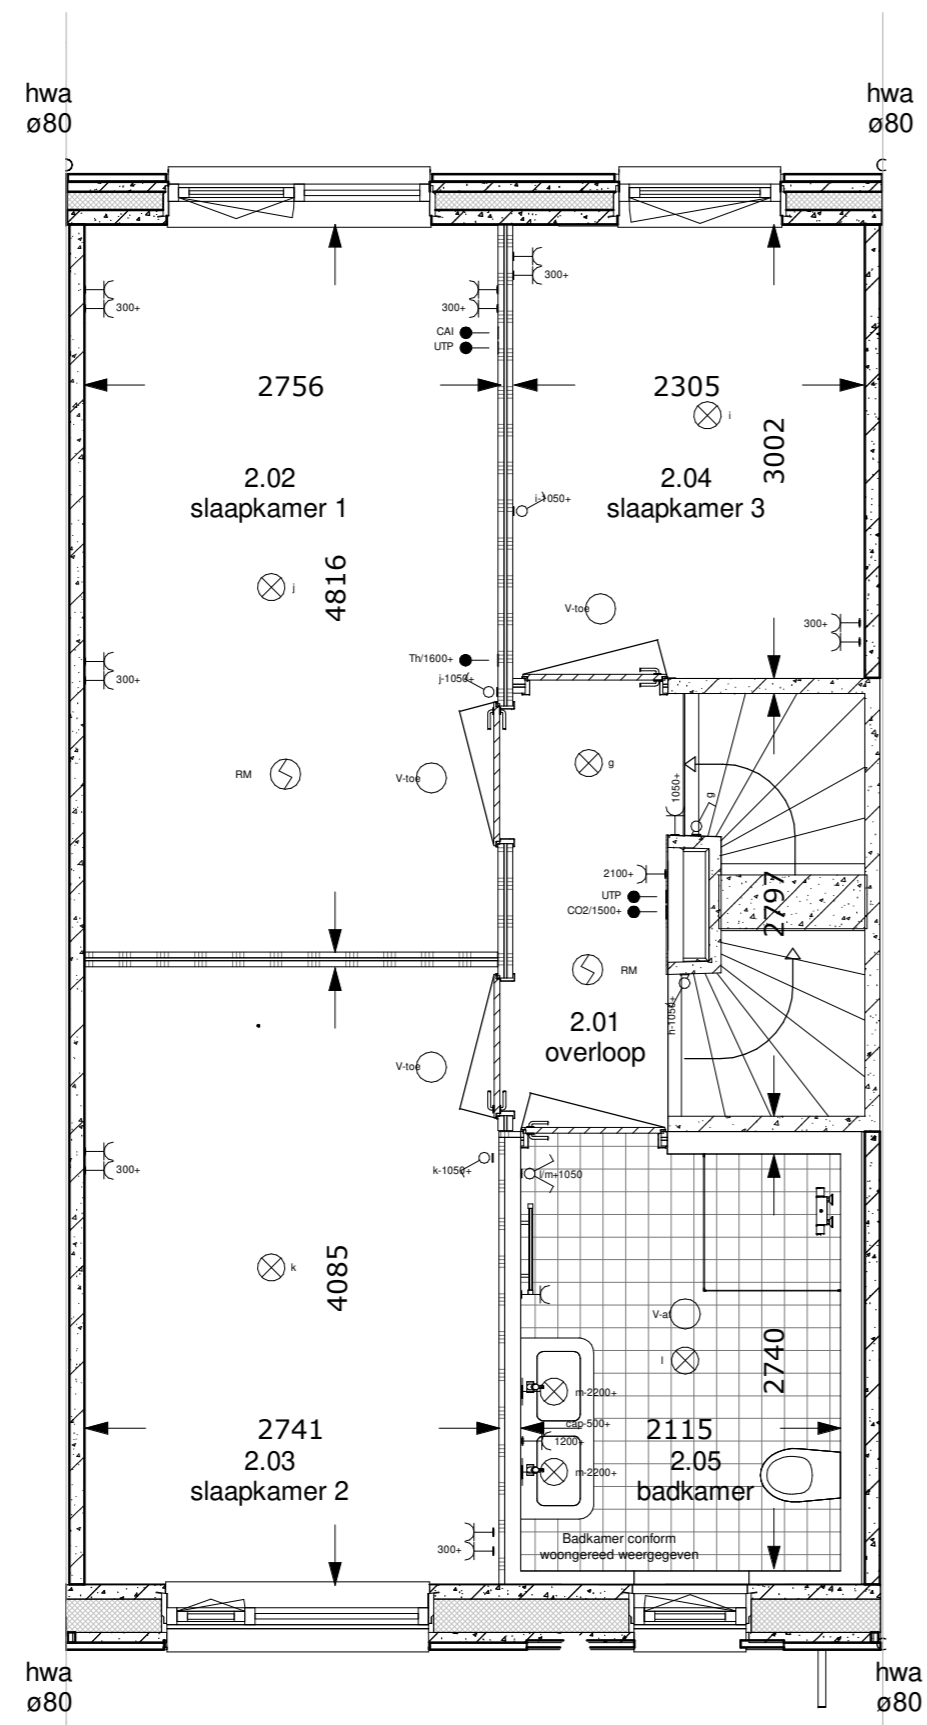 hwa
ø80
hwa
ø80
300+
300+
300+
CAI
UTP
2756
2305
i
3002
2.02
slaapkamer 1
2.04
slaapkamer 3
i-1050+
j
4816
V-toe
300+
Th/1600+
j-1050+
300+
RM
V-toe
g
1050+
g
2100+
UTP
CO2/1500+
2797
RM
h-1050+
2.01
overloop
V-toe
300+
k-1050+
l/m+1050
k
4085
V-af
l
2740
m-2200+
cap-500+
1200+
m-2200+
2741
2.03
slaapkamer 2
2115
2.05
badkamer
300+
Badkamer conform
woongereed weergegeven
hwa
ø80
hwa
ø80